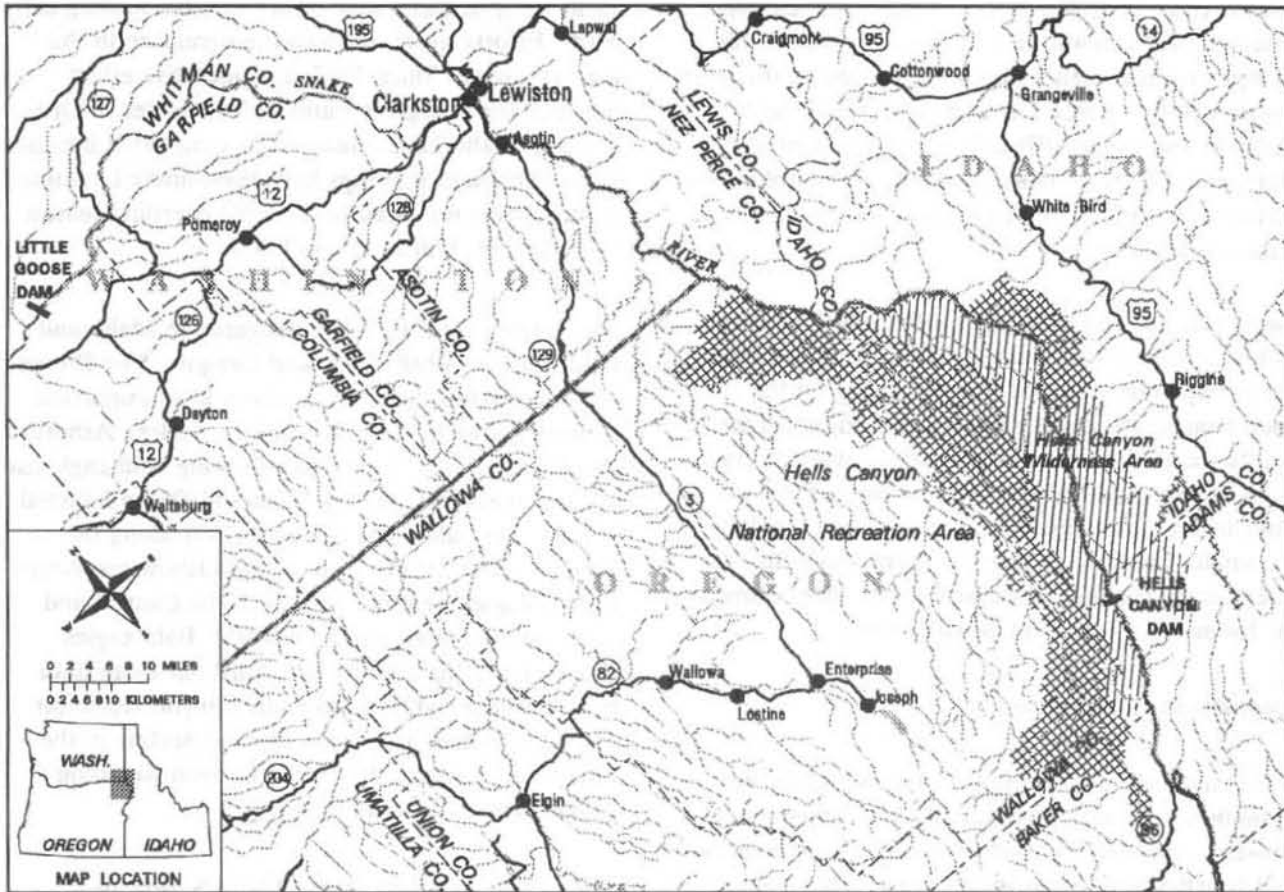 195
Lapwai
Craigmont
95
Cottonwood
14
Grangeville
127
WHITMAN CO.
GARFIELD CO.
SNAKE
Clarkston
Lewiston
Asotin
LEWIS CO.
NEZ PERCE CO.
IDAHO
White Bird
12
128
Pomeroy
IDAHO CO.
RIVER
LITTLE
GOOSE
DAM
WASHINGTON
ASOTIN CO.
GARFIELD CO.
COLUMBIA CO.
126
129
95
Riggins
Dayton
12
WALLOWA CO.
Hells Canyon
Wilderness Area
Hells Canyon
National Recreation Area
IDAHO CO.
ADAMS CO.
3
Waitsburg
OREGON
HELLS
CANYON
DAM
0 2 4 6 8 10 MILES
0 2 4 6 8 10 KILOMETERS
82
Wallowa
Lostine
Enterprise
Joseph
WASH.
OREGON
IDAHO
MAP LOCATION
204
Elgin
UNION CO.
UMATILLA CO.
WALLOWA CO.
BAKER CO.
86